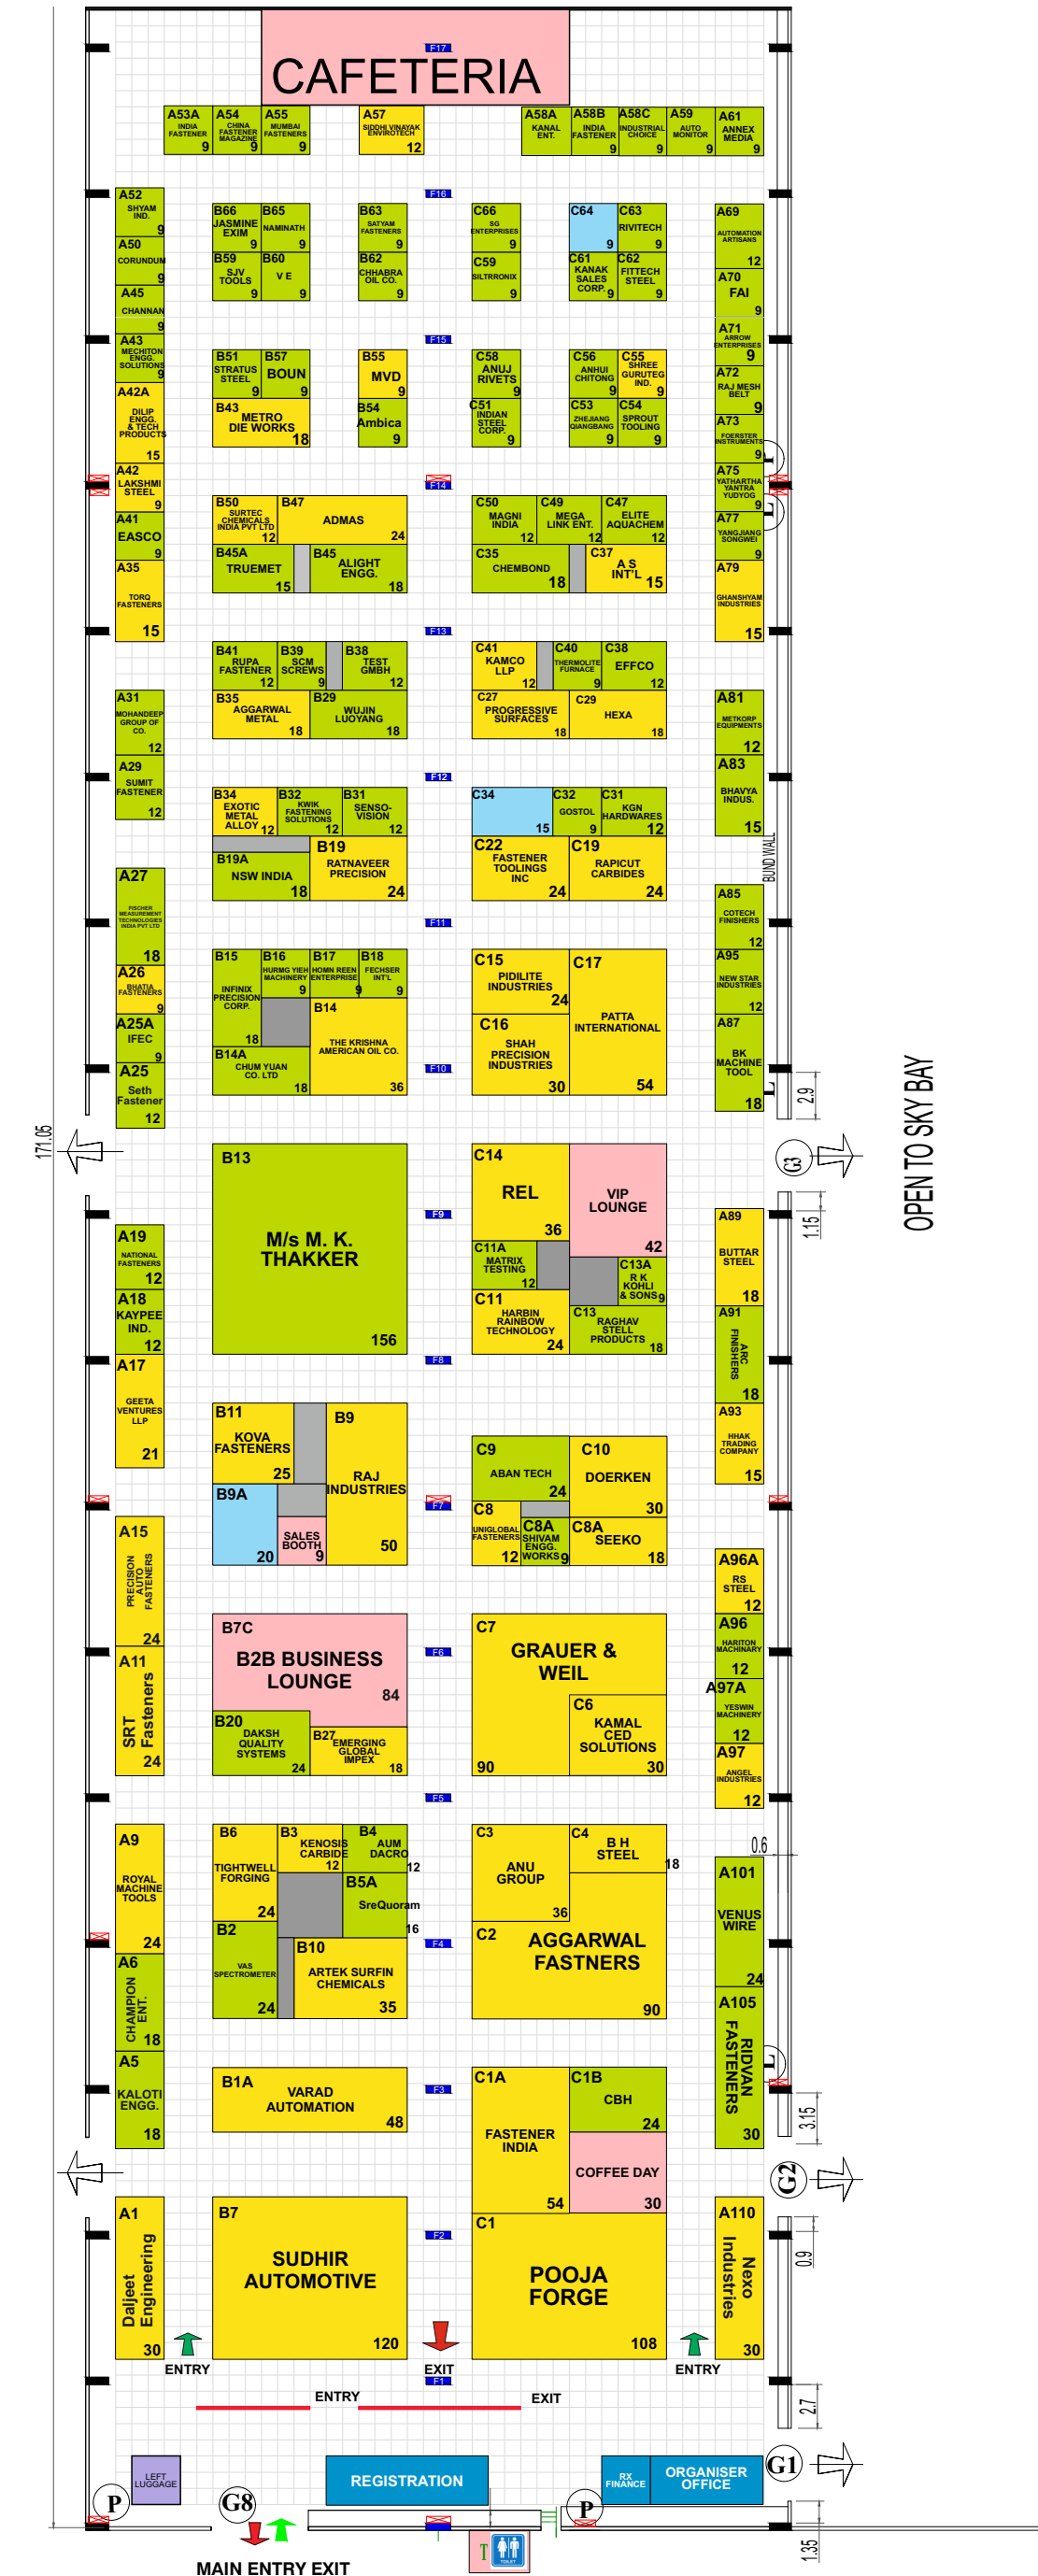 F17
CAFETERIA
A53A
INDIA
FASTENER
9
A54
CHINA
FASTENER
MAGAZINE
9
A55
MUMBAI
FASTENERS
9
A57
SIDDHI VINAYAK
ENVIROTECH
12
A58A
KANAL
ENT.
9
A58B
INDIA
FASTENER
9
A58C
INDUSTRIAL
CHOICE
9
A59
AUTO
MONITOR
9
A61
ANNEX
MEDIA
9
F16
A52
SHYAM
IND.
9
A50
CORUNDUM
9
A45
CHANNAN
9
A43
MECHITON
ENGG.
SOLUTIONS
9
A42A
DILIP
ENGG.
& TECH
PRODUCTS
15
A42
LAKSHMI
STEEL
9
A41
EASCO
9
A35
TORQ
FASTENERS
15
B66
JASMINE
EXIM
9
B65
NAMINATH
9
B59
SJV
TOOLS
9
B60
V E
9
B63
SATYAM
FASTENERS
9
B62
CHHABRA
OIL CO.
9
C66
SG
ENTERPRISES
9
C59
SILTRRONIX
9
C64
9
C63
RIVITECH
9
C61
KANAK
SALES
CORP.
9
C62
FITTECH
STEEL
9
A69
AUTOMATION
ARTISANS
12
A70
FAI
9
A71
ARROW
ENTERPRISES
9
A72
RAJ MESH
BELT
9
A73
FOERSTER
INSTRUMENTS
9
A75
YATHARTHA
YANTRA
YUDYOG
9
A77
YANGJIANG
SONGWEI
9
A79
GHANSHYAM
INDUSTRIES
15
F15
B51
STRATUS
STEEL
9
B57
BOUN
9
B43
METRO
DIE WORKS
18
B55
MVD
9
B54
Ambica
9
C58
ANUJ
RIVETS
9
C51
INDIAN
STEEL
CORP.
9
C56
ANHUI
CHITONG
9
C55
SHREE
GURUTEG
IND.
9
C53
ZHEJIANG
QIANGBANG
9
C54
SPROUT
TOOLING
9
F14
B50
SURTEC
CHEMICALS
INDIA PVT LTD
12
B47
ADMAS
24
B45A
TRUEMET
15
B45
ALIGHT
ENGG.
18
C50
MAGNI
INDIA
12
C49
MEGA
LINK ENT.
12
C47
ELITE
AQUACHEM
12
C35
CHEMBOND
18
C37
A S
INT'L
15
F13
B41
RUPA
FASTENER
12
B39
SCM
SCREWS
9
B38
TEST
GMBH
12
B35
AGGARWAL
METAL
18
B29
WUJIN
LUOYANG
18
C41
KAMCO
LLP
12
C40
THERMOLITE
FURNACE
9
C38
EFFCO
12
C27
PROGRESSIVE
SURFACES
18
C29
HEXA
18
A31
MOHANDEEP
GROUP OF
CO.
12
A29
SUMIT
FASTENER
12
A81
METKORP
EQUIPMENTS
12
A83
BHAVYA
INDUS.
15
BUND WALL
F12
B34
EXOTIC
METAL
ALLOY
12
B32
KWIK
FASTENING
SOLUTIONS
12
B31
SENSO-
VISION
12
B19A
NSW INDIA
18
B19
RATNAVEER
PRECISION
24
C34
15
C32
GOSTOL
9
C31
KGN
HARDWARES
12
C22
FASTENER
TOOLINGS
INC
24
C19
RAPICUT
CARBIDES
24
A27
FISCHER
MEASUREMENT
TECHNOLOGIES
INDIA PVT LTD
18
A26
BHATIA
FASTENERS
9
A25A
IFEC
9
A25
Seth
Fastener
12
A85
COTECH
FINISHERS
12
A95
NEW STAR
INDUSTRIES
12
A87
BK
MACHINE
TOOL
18
F11
B15
INFINIX
PRECISION
CORP.
18
B16
HURMG YIEH
MACHINERY
9
B17
HOMN REEN
ENTERPRISE
9
B18
FECHSER
INT'L
9
B14
THE KRISHNA
AMERICAN OIL CO.
36
B14A
CHUM YUAN
CO. LTD
18
C15
PIDILITE
INDUSTRIES
24
C16
SHAH
PRECISION
INDUSTRIES
30
C17
PATTA
INTERNATIONAL
54
F10
2.9
OPEN TO SKY BAY
171.05
G3
1.15
B13
M/s M. K.
THAKKER
156
C14
REL
36
VIP
LOUNGE
42
C11A
MATRIX
TESTING
12
C13A
R K
KOHLI
& SONS
9
C11
HARBIN
RAINBOW
TECHNOLOGY
24
C13
RAGHAV
STELL
PRODUCTS
18
F9
A19
NATIONAL
FASTENERS
12
A18
KAYPEE
IND.
12
A17
GEETA
VENTURES
LLP
21
A89
BUTTAR
STEEL
18
A91
ARC
FINISHERS
18
A93
HHAK
TRADING
COMPANY
15
F8
B11
KOVA
FASTENERS
25
B9
RAJ
INDUSTRIES
50
B9A
20
SALES
BOOTH
9
C9
ABAN TECH
24
C10
DOERKEN
30
C8
UNIGLOBAL
FASTENERS
12
C8A
SHIVAM
ENGG.
WORKS
9
C8A
SEEKO
18
F7
A15
PRECISION
AUTO
FASTENERS
24
A11
SRT
Fasteners
24
A96A
RS
STEEL
12
A96
HARITON
MACHINARY
12
A97A
YESWIN
MACHINERY
12
A97
ANGEL
INDUSTRIES
12
B7C
B2B BUSINESS
LOUNGE
84
B20
DAKSH
QUALITY
SYSTEMS
24
B27
EMERGING
GLOBAL
IMPEX
18
C7
GRAUER &
WEIL
90
C6
KAMAL
CED
SOLUTIONS
30
F6
F5
0.6
A9
ROYAL
MACHINE
TOOLS
24
A6
CHAMPION
ENT.
18
A5
KALOTI
ENGG.
18
B6
TIGHTWELL
FORGING
24
B3
KENOSIS
CARBIDE
12
B4
AUM
DACRO
12
B5A
SreQuoram
16
B2
VAS
SPECTROMETER
24
B10
ARTEK SURFIN
CHEMICALS
35
C3
ANU
GROUP
36
C4
B H
STEEL
18
C2
AGGARWAL
FASTNERS
90
A101
VENUS
WIRE
24
A105
RIDVAN
FASTENERS
30
F4
F3
B1A
VARAD
AUTOMATION
48
C1A
FASTENER
INDIA
54
C1B
CBH
24
COFFEE DAY
30
3.15
G2
A1
Daljeet
Engineering
30
B7
SUDHIR
AUTOMOTIVE
120
C1
POOJA
FORGE
108
A110
Nexo
Industries
30
F2
0.9
ENTRY
EXIT
ENTRY
F1
ENTRY
EXIT
2.7
LEFT
LUGGAGE
REGISTRATION
RX
FINANCE
ORGANISER
OFFICE
G1
P
G8
P
1.35
T
TOILET
MAIN ENTRY EXIT